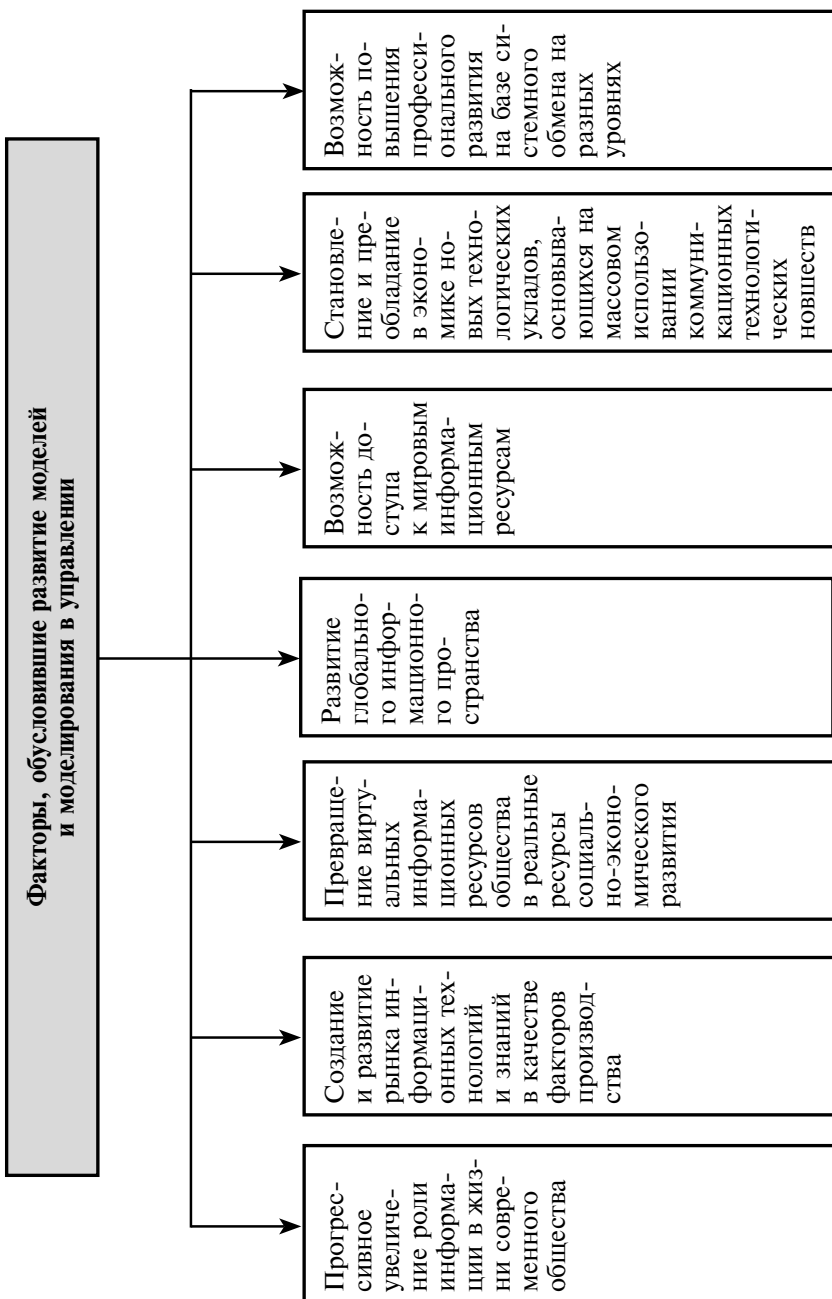 Факторы, обусловившие развитие моделей
и моделирования в управлении
Прогрес-
сивное
увеличе-
ние роли
информа-
ции в жиз-
ни совре-
менного
общества
Создание
и развитие
рынка ин-
формаци-
онных тех-
нологий
и знаний
в качестве
факторов
производ-
ства
Превраще-
ние вирту-
альных
информа-
ционных
ресурсов
общества
в реальные
ресурсы
социаль-
но-эконо-
мического
развития
Развитие
глобально-
го инфор-
мационно-
го про-
странства
Возмож-
ность до-
ступа
к мировым
информа-
ционным
ресурсам
Становле-
ние и пре-
обладание
в эконо-
мике но-
вых техно-
логических
укладов,
основыва-
ющихся на
массовом
использо-
вании
коммуни-
кационных
технологи-
ческих
новшеств
Возмож-
ность по-
вышения
професси-
онального
развития
на базе си-
стемного
обмена на
разных
уровнях